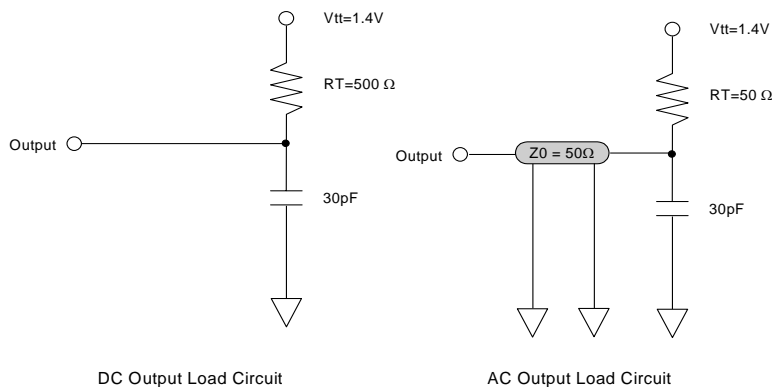 Vtt=1.4V
RT=500 Ω
Output
30pF
DC Output Load Circuit
Vtt=1.4V
RT=50 Ω
Output
Z0 = 50Ω
30pF
AC Output Load Circuit